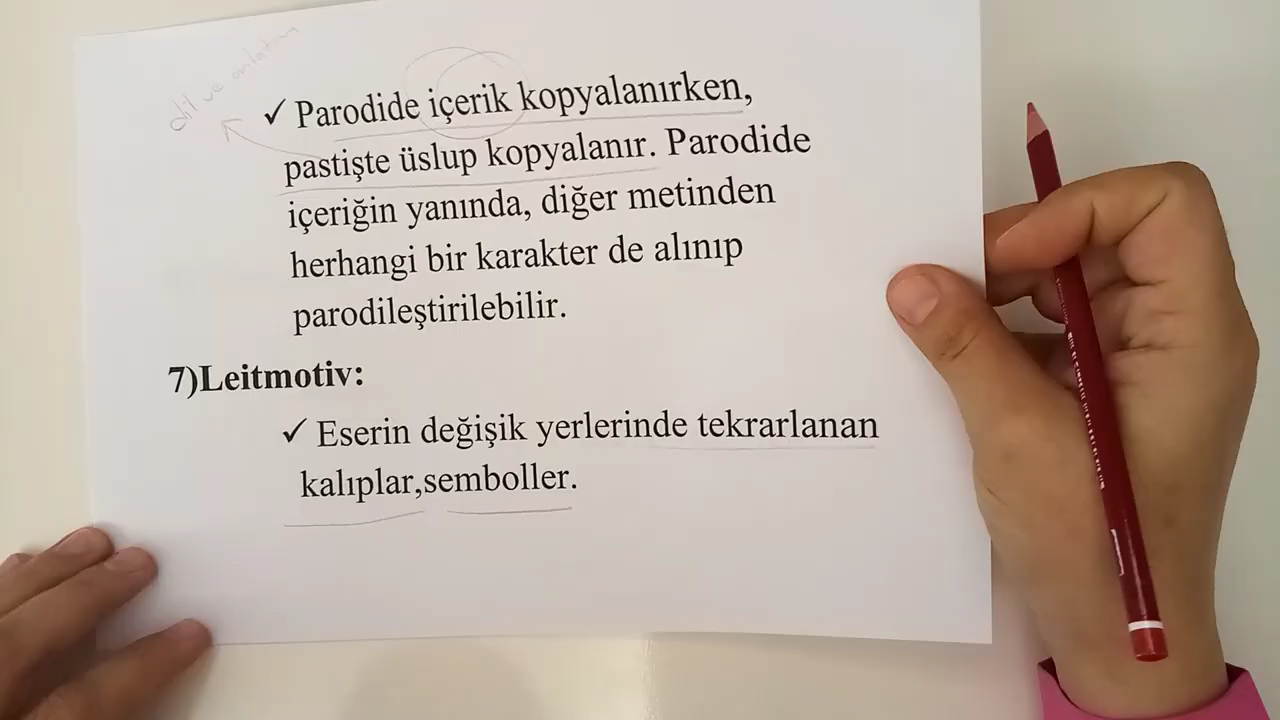 dil ve anlatım
✓ Parodide içerik kopyalanırken,
pastişte üslup kopyalanır. Parodide
içeriğin yanında, diğer metinden
herhangi bir karakter de alınıp
parodileştirilebilir.
7)Leitmotiv:
✓ Eserin değişik yerlerinde tekrarlanan
kalıplar,semboller.